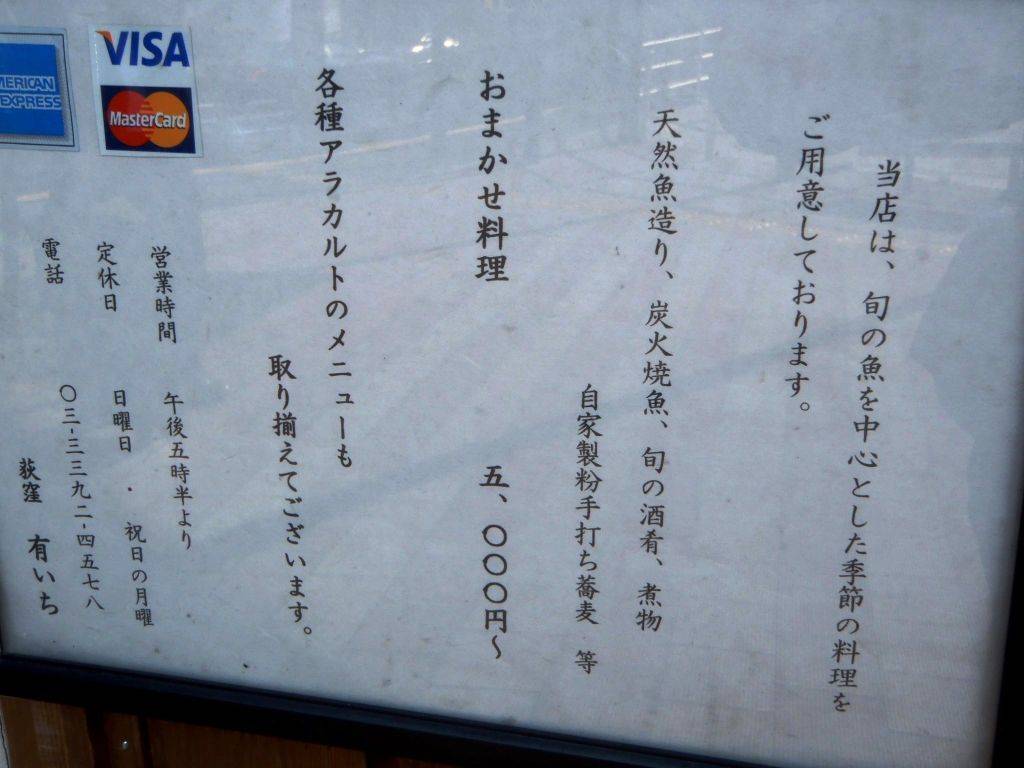 当店は、旬の魚を中心とした季節の料理を
ご用意しております。
天然魚造り、炭火焼魚、旬の酒肴、煮物
自家製粉手打ち蕎麦 等
おまかせ料理 五、〇〇〇円～
各種アラカルトのメニューも
取り揃えてございます。
営業時間 午後五時半より
定休日 日曜日・祝日の月曜
電話 〇三-三三九二-四五七八
荻窪 有いち
VISA
MasterCard
AMERICAN
EXPRESS